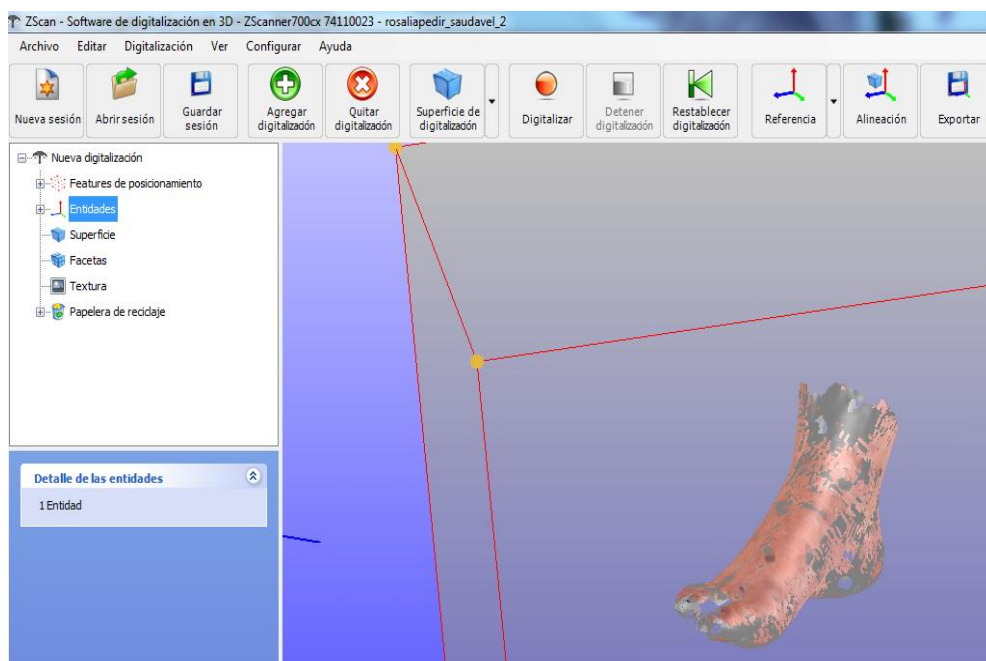 ZScan - Software de digitalización en 3D - ZScanner700cx 74110023 - rosaliapedir_saudavel_2
Archivo Editar Digitalización Ver Configurar Ayuda
Nueva sesión
Abrir sesión
Guardar
sesión
Agregar
digitalización
Quitar
digitalización
Superficie de
digitalización
Digitalizar
Detener
digitalización
Restablecer
digitalización
Referencia
Alineación
Exportar
Nueva digitalización
Features de posicionamiento
Entidades
Superficie
Facetas
Textura
Papelera de reciclaje
Detalle de las entidades
1 Entidad